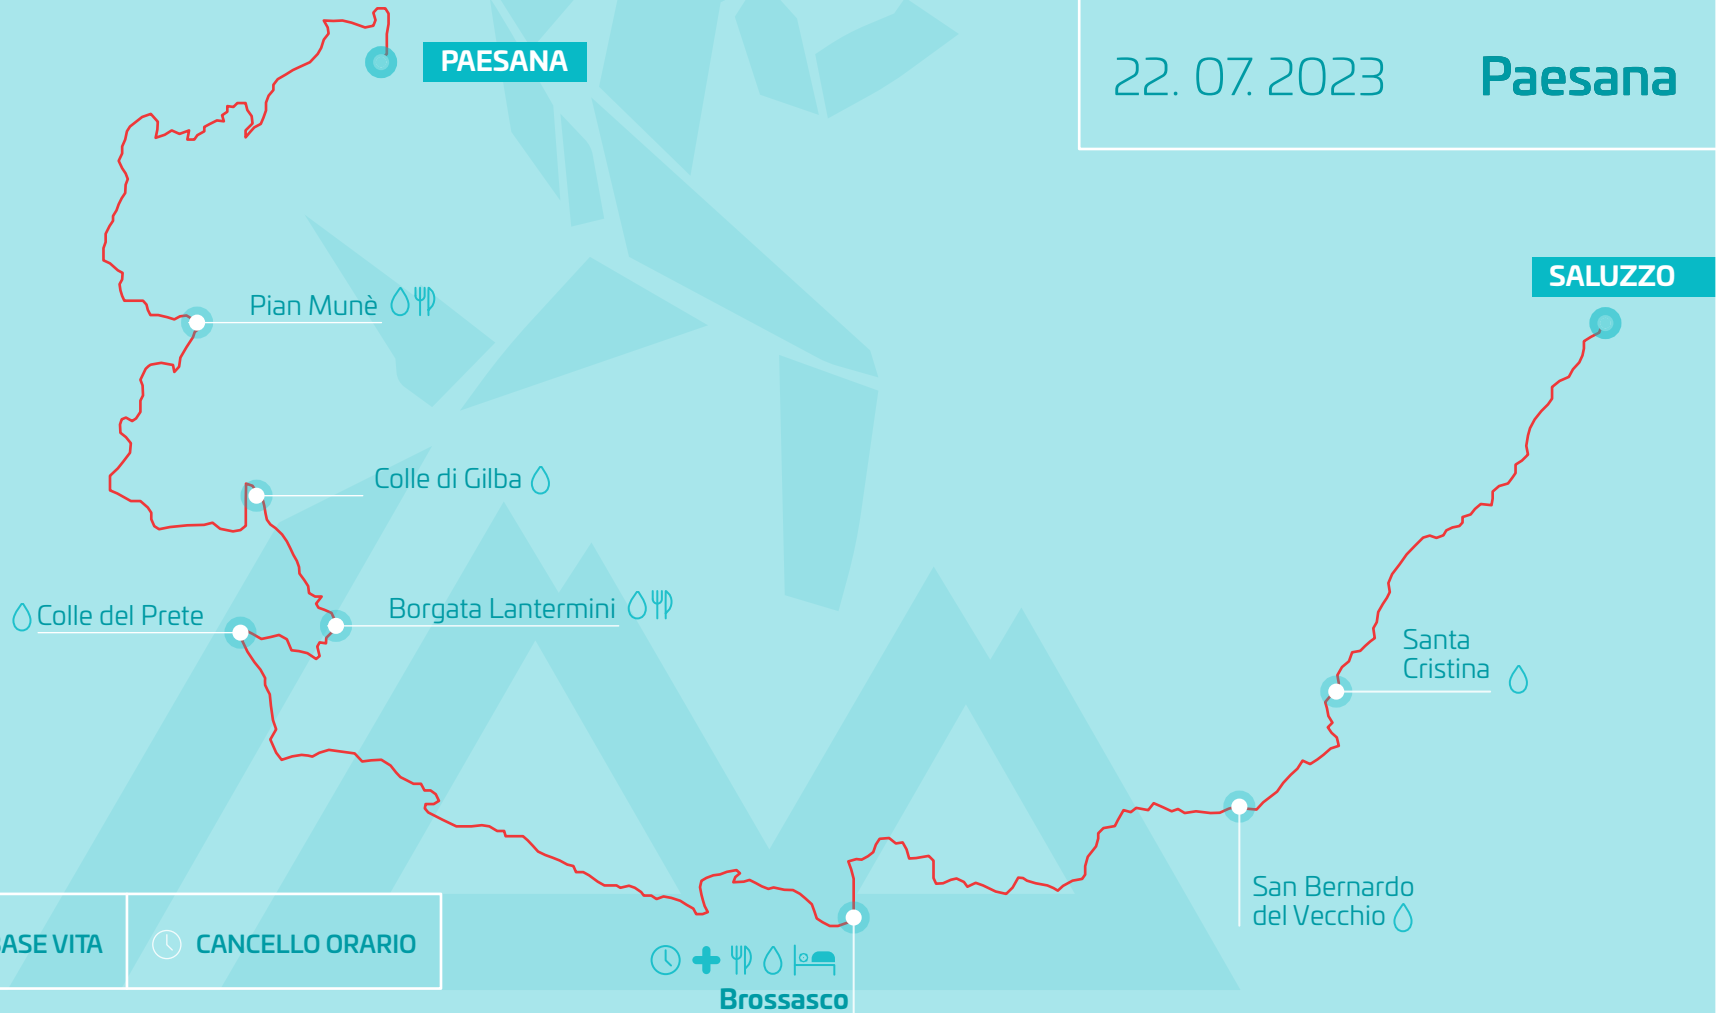 PAESANA
22. 07. 2023 Paesana
SALUZZO
Pian Munè
Colle di Gilba
Colle del Prete
Borgata Lantermini
Santa
Cristina
San Bernardo
del Vecchio
VITA
CANCELLO ORARIO
Brossasco